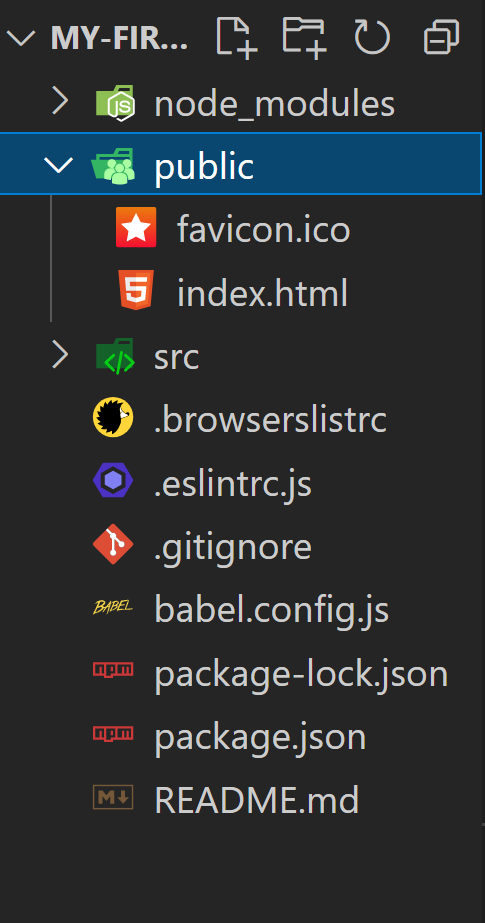 MY-FIR...
node_modules
public
favicon.ico
index.html
src
.browserslistrc
.eslintrc.js
.gitignore
babel.config.js
package-lock.json
package.json
README.md